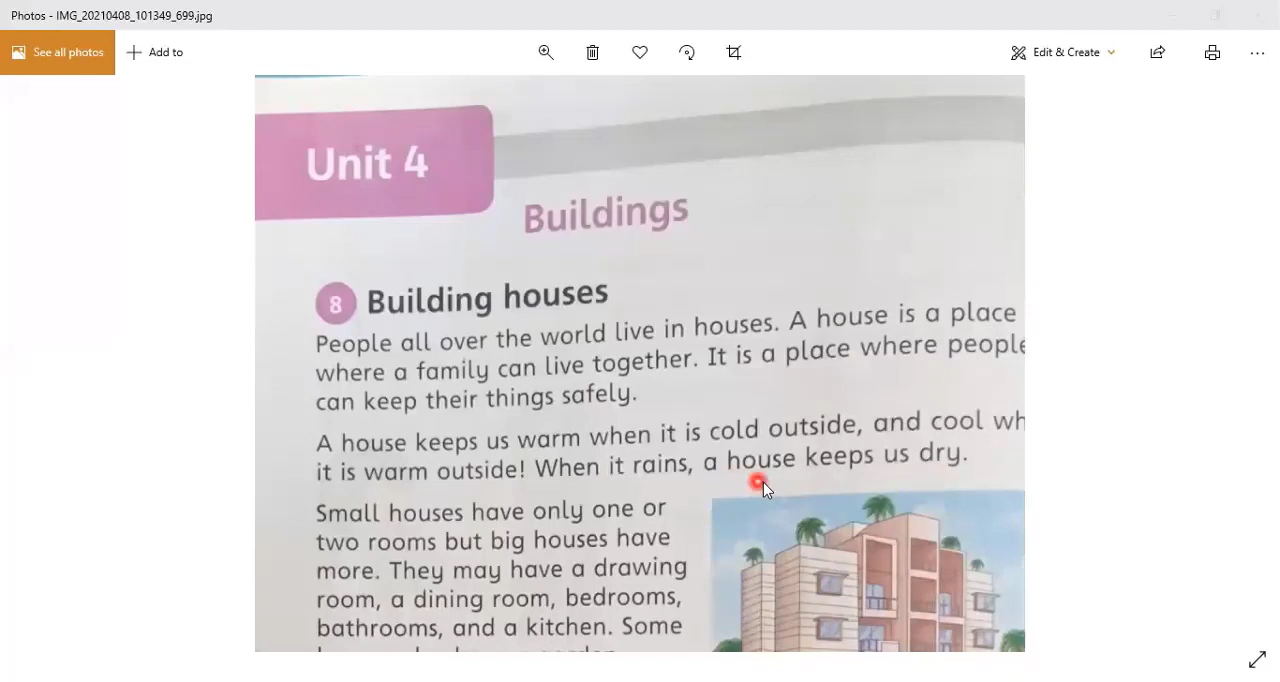 Photos - IMG_20210408_101349_699.jpg
See all photos
Add to
Edit & Create
Unit 4
Buildings
8 Building houses
People all over the world live in houses. A house is a place
where a family can live together. It is a place where people
can keep their things safely.
A house keeps us warm when it is cold outside, and cool wh
it is warm outside! When it rains, a house keeps us dry.
Small houses have only one or
two rooms but big houses have
more. They may have a drawing
room, a dining room, bedrooms,
bathrooms, and a kitchen. Some